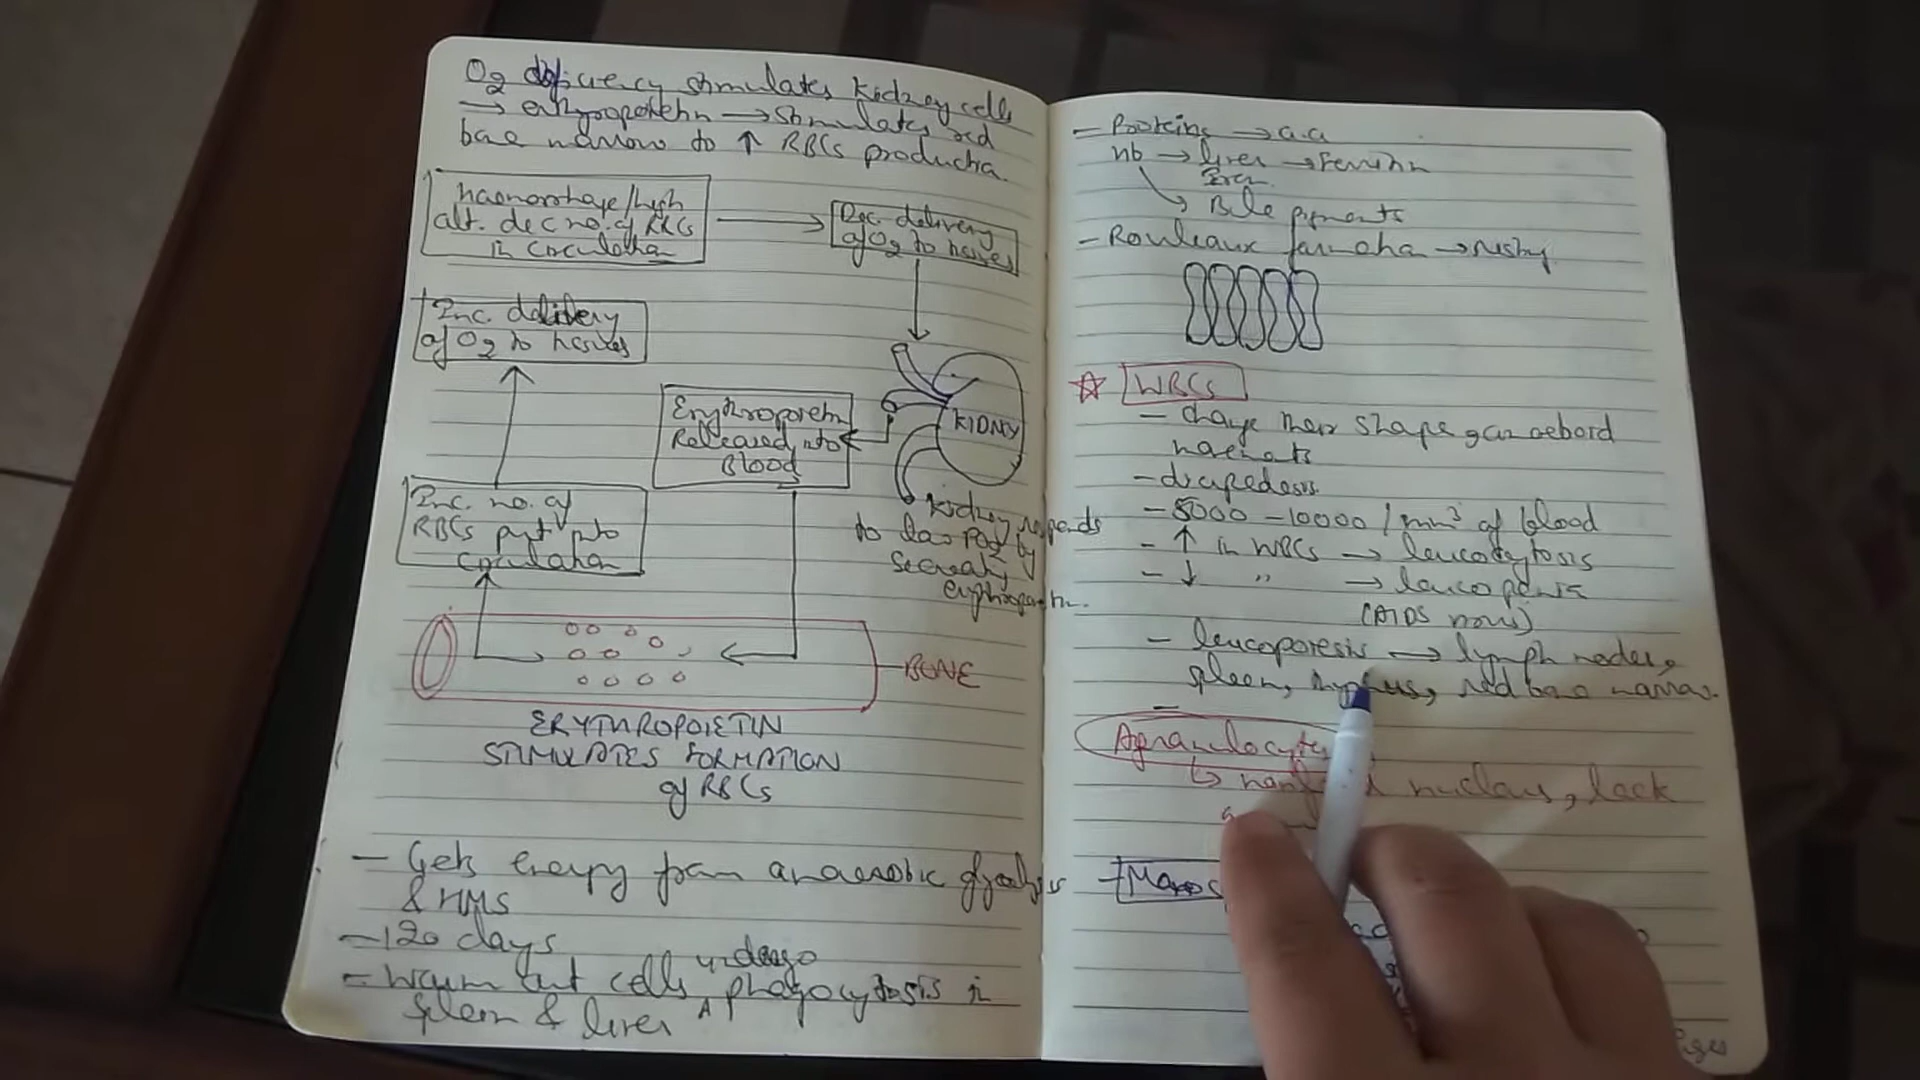 O2 deficiency stimulates kidney cells
→ erythropoietin → stimulates red
bone marrow to ↑ RBCs production.
haemorrhage/high
alt. dec no. of RBCs
in circulation
Dec. delivery
of O2 to tissues
Inc. delivery
of O2 to tissues
Erythropoietin
Released into
Blood
KIDNEY
Inc. no. of
RBCs put into
circulation
Kidney responds
to low PO2 by
secreting
erythropoietin.
BONE
ERYTHROPOIETIN
STIMULATES FORMATION
of RBCs
- Gets energy from anaerobic glycolysis
& HMS
- 120 days
- Worn out cells undergo phagocytosis in
spleen & liver
- Proteins → a.a
Hb → liver → Ferritin
Iron
Bile pigments
- Rouleaux formation → resting
☆ WBCs
- change their shape
- diapedesis.
- 5000 - 10000 / mm3 of blood
- ↑ in WBCs → leucocytosis
- ↓ " → leucopenia
(AIDS
- leucopoiesis → lymph nodes,
spleen, thymus, red bone marrow.
-
Agranulocytes
nucleus, lack